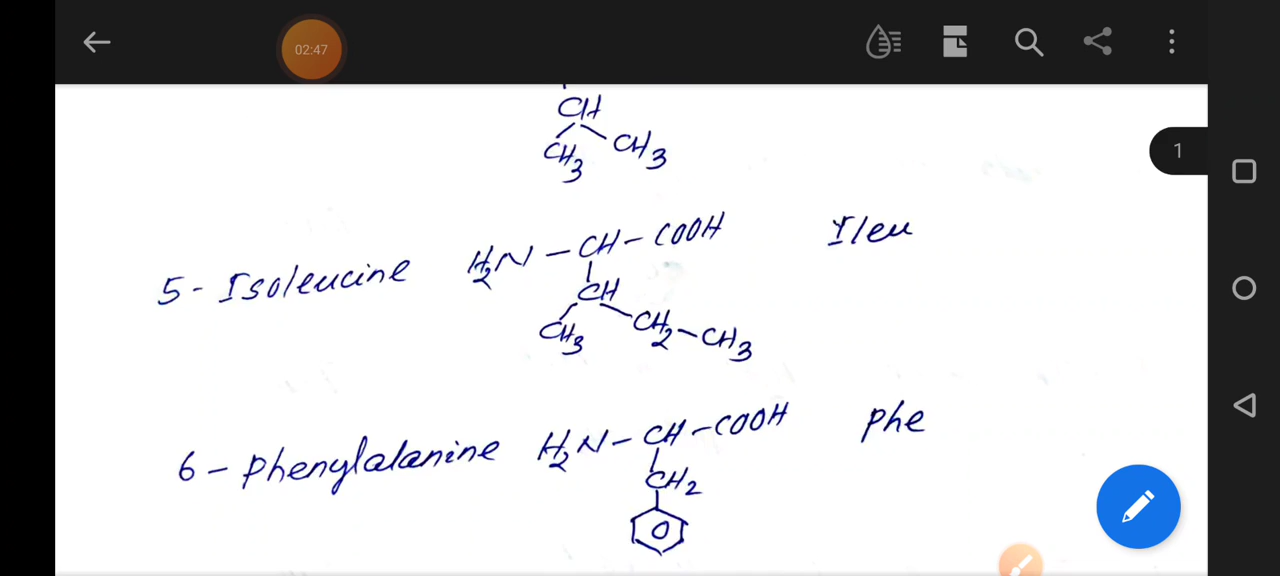 02:47
1
CH
CH3 CH3
5- Isoleucine H2N - CH - COOH Ileu
CH
CH3 CH2 - CH3
6- phenylalanine H2N - CH - COOH phe
CH2